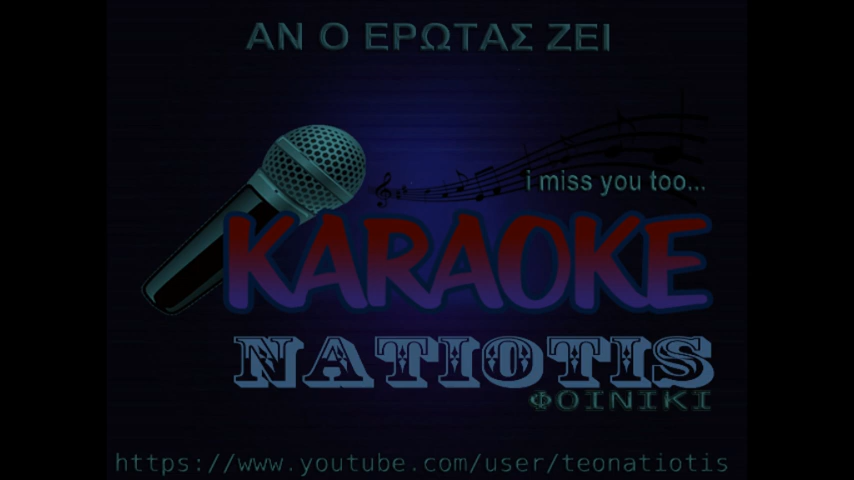 ΑΝ Ο ΕΡΩΤΑΣ ΖΕΙ
i miss you too...
KARAOKE
NATIOTIS
ΦΟΙΝΙΚΙ
https://www.youtube.com/user/teonatiotis